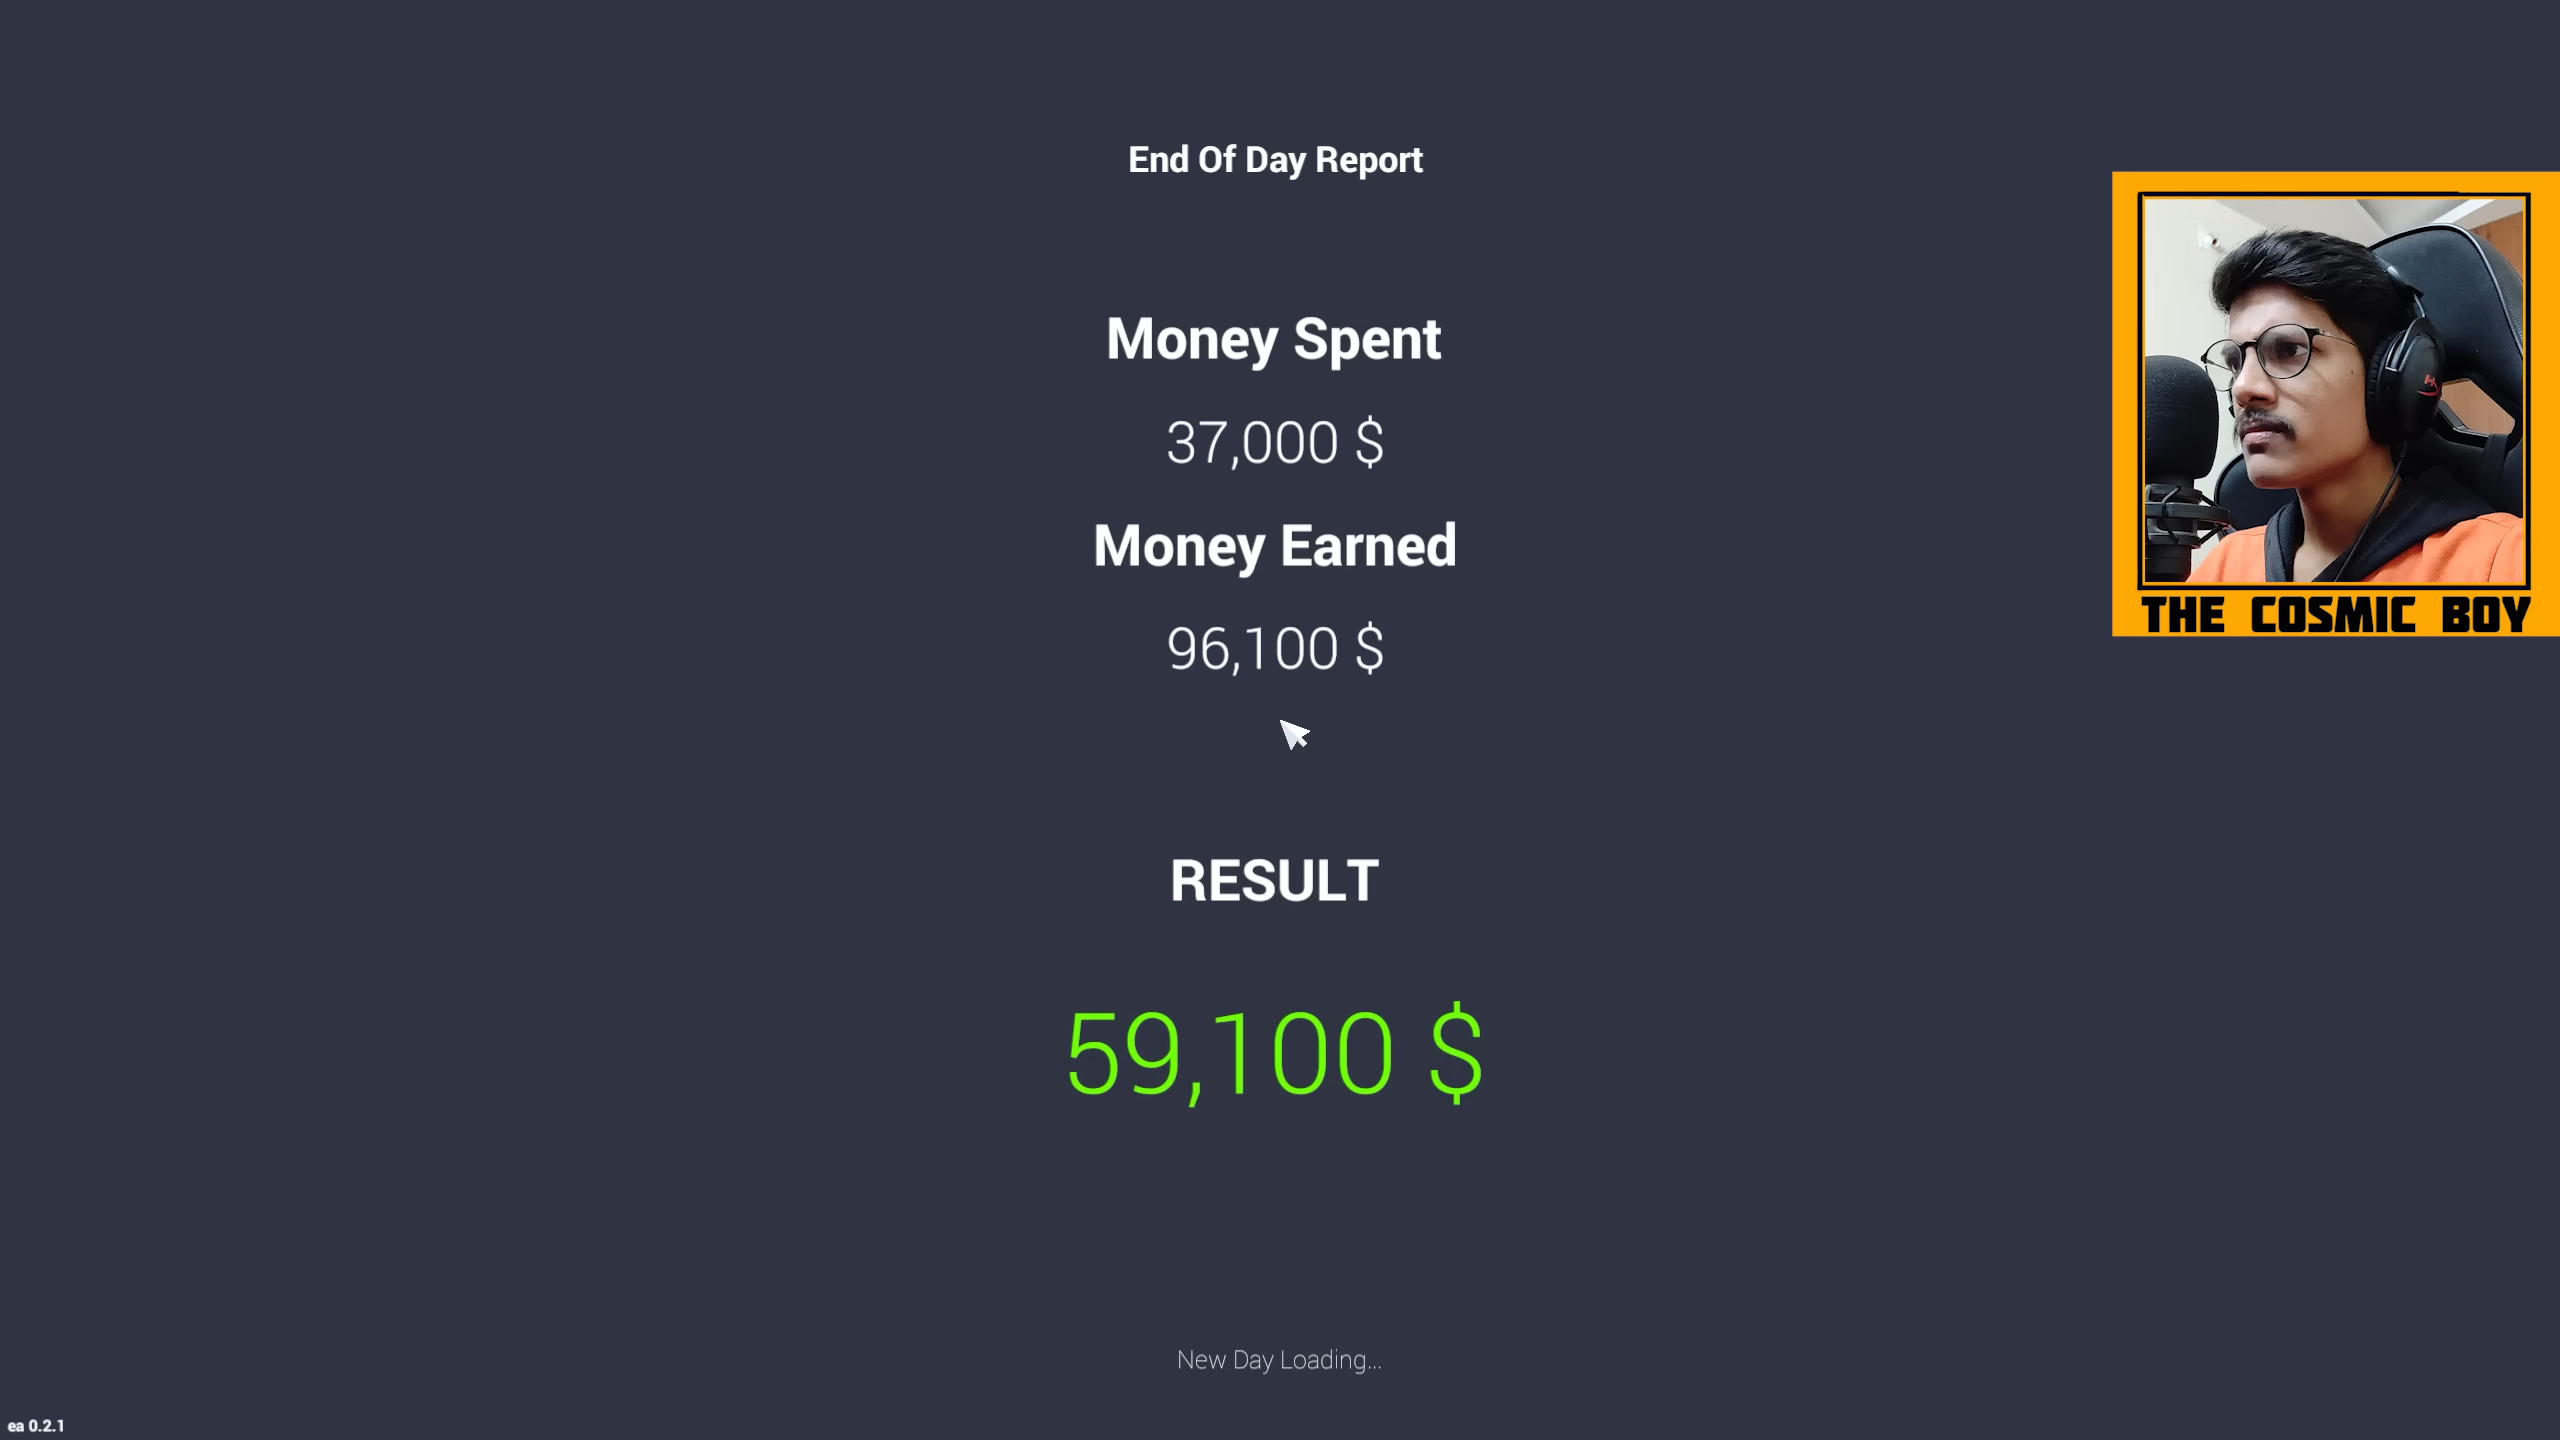 End Of Day Report
Money Spent
37,000 $
Money Earned
96,100 $
RESULT
59,100 $
New Day Loading...
THE COSMIC BOY
ea 0.2.1